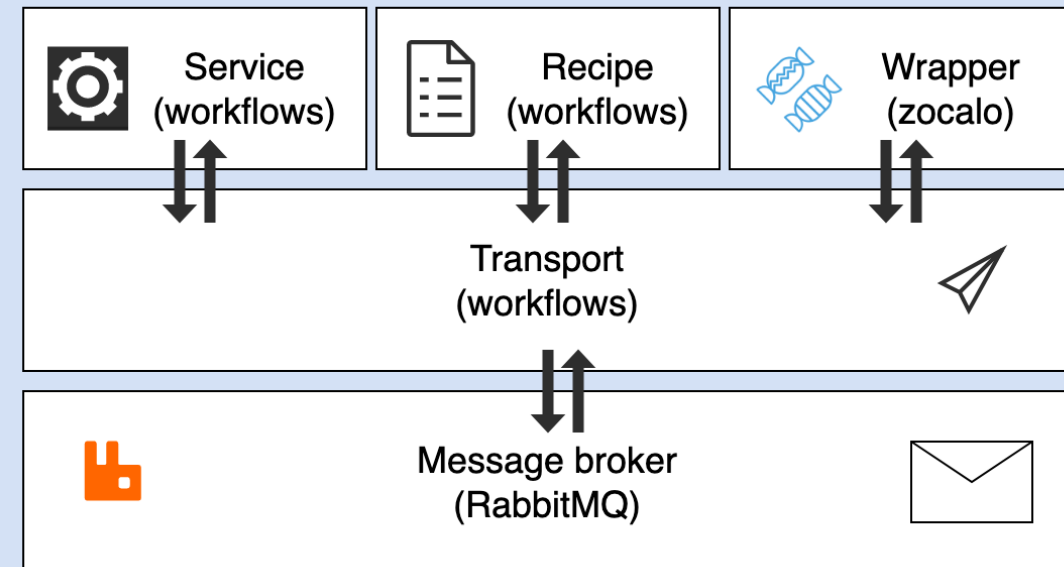 Service
(workflows)
Recipe
(workflows)
Wrapper
(zocalo)
Transport
(workflows)
Message broker
(RabbitMQ)